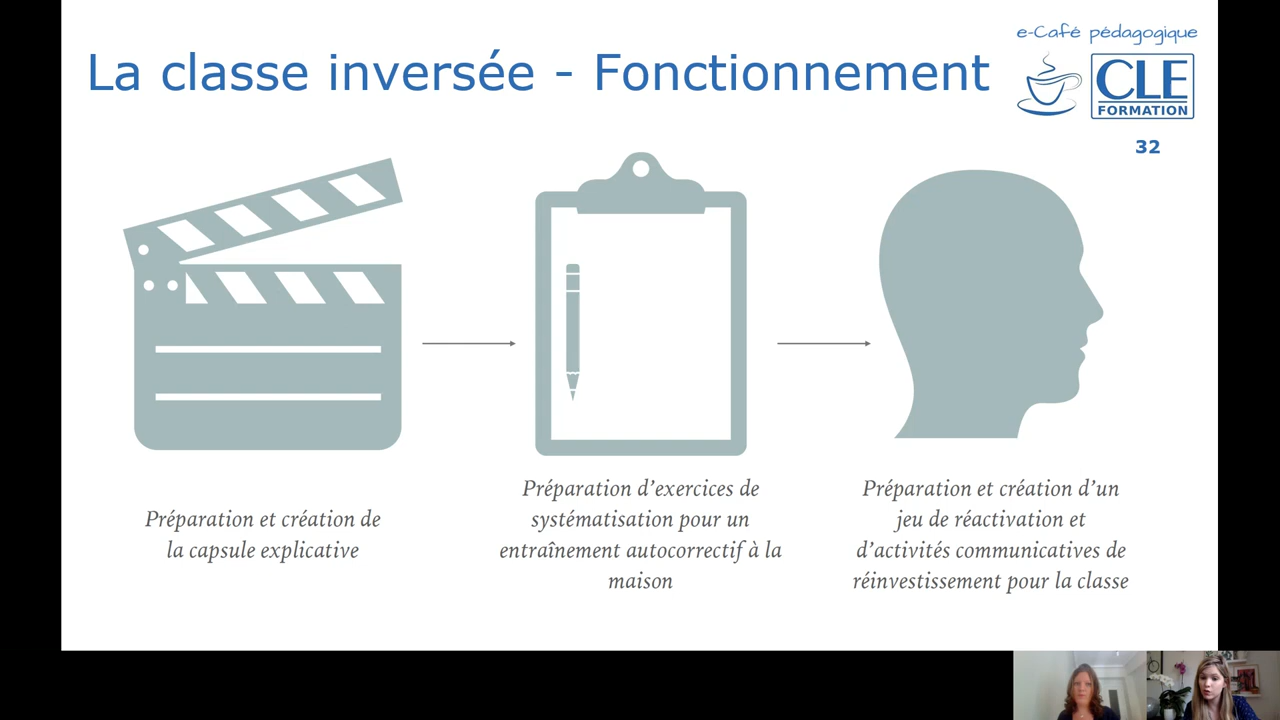 e-Café pédagogique
La classe inversée - Fonctionnement
CLE
FORMATION
32
Préparation et création de
la capsule explicative
Préparation d'exercices de
systématisation pour un
entraînement autocorrectif à la
maison
Préparation et création d'un
jeu de réactivation et
d'activités communicatives de
réinvestissement pour la classe